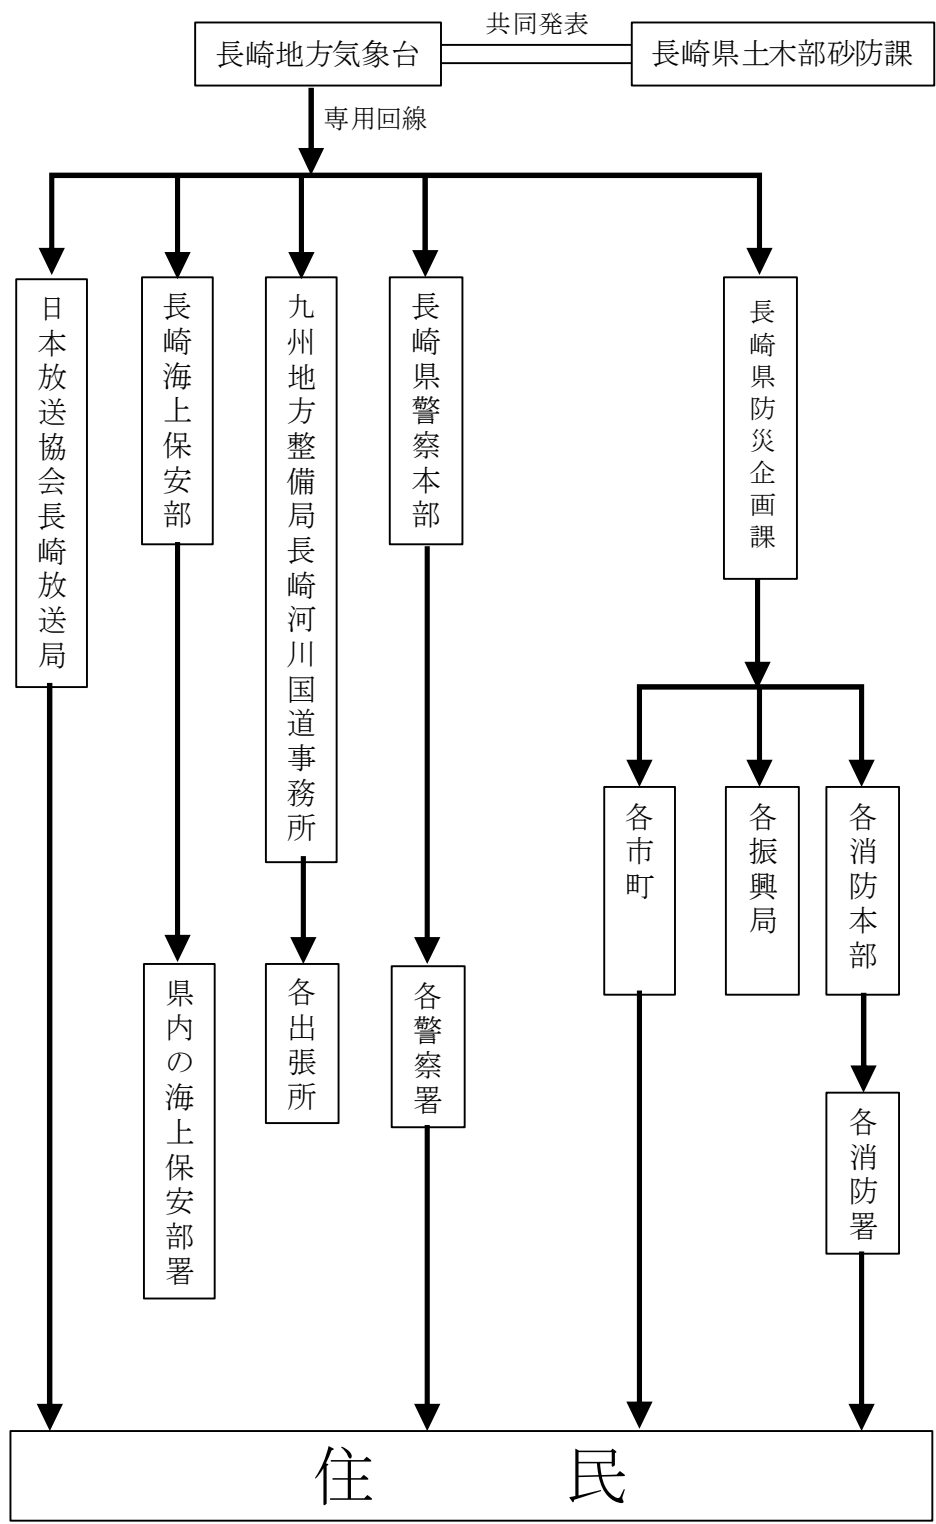 共同発表
長崎地方気象台
長崎県土木部砂防課
専用回線
日本放送協会長崎放送局
長崎海上保安部
九州地方整備局長崎河川国道事務所
長崎県警察本部
長崎県防災企画課
各市町
各振興局
各消防本部
県内の海上保安部署
各出張所
各警察署
各消防署
住民